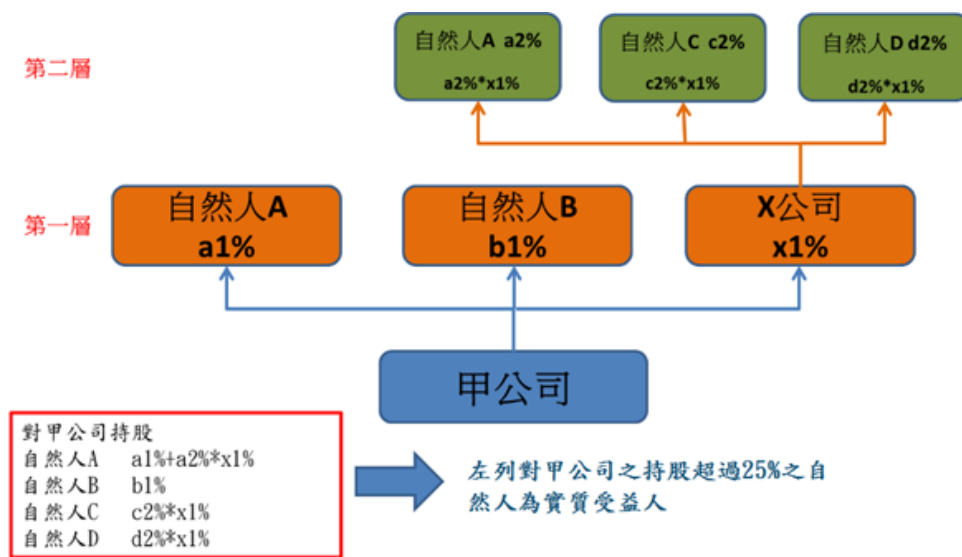 第二層
自然人A a2%
a2%*x1%
自然人C c2%
c2%*x1%
自然人D d2%
d2%*x1%
第一層
自然人A
a1%
自然人B
b1%
X公司
x1%
甲公司
對甲公司持股
自然人A a1%+a2%*x1%
自然人B b1%
自然人C c2%*x1%
自然人D d2%*x1%
左列對甲公司之持股超過25%之自
然人為實質受益人